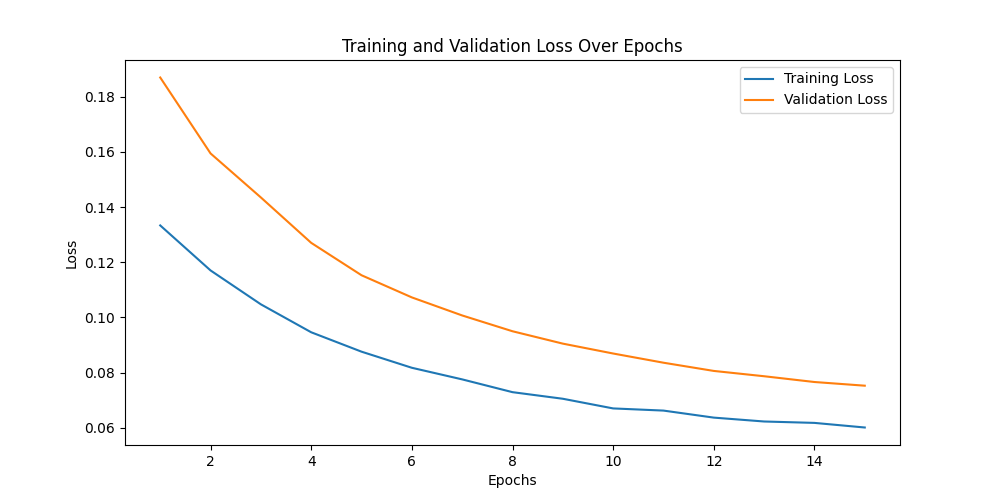 Training and Validation Loss Over Epochs
Training Loss
Validation Loss
0.18
0.16
0.14
0.12
0.10
0.08
0.06
Loss
2 4 6 8 10 12 14
Epochs